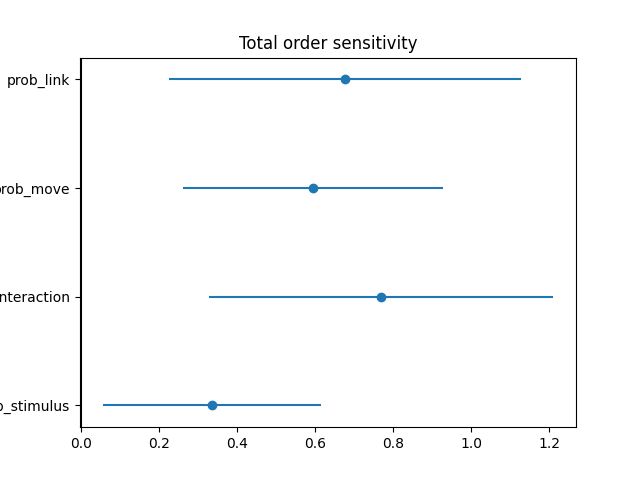 Total order sensitivity
prob_link
prob_move
nteraction
o_stimulus
0.0 0.2 0.4 0.6 0.8 1.0 1.2